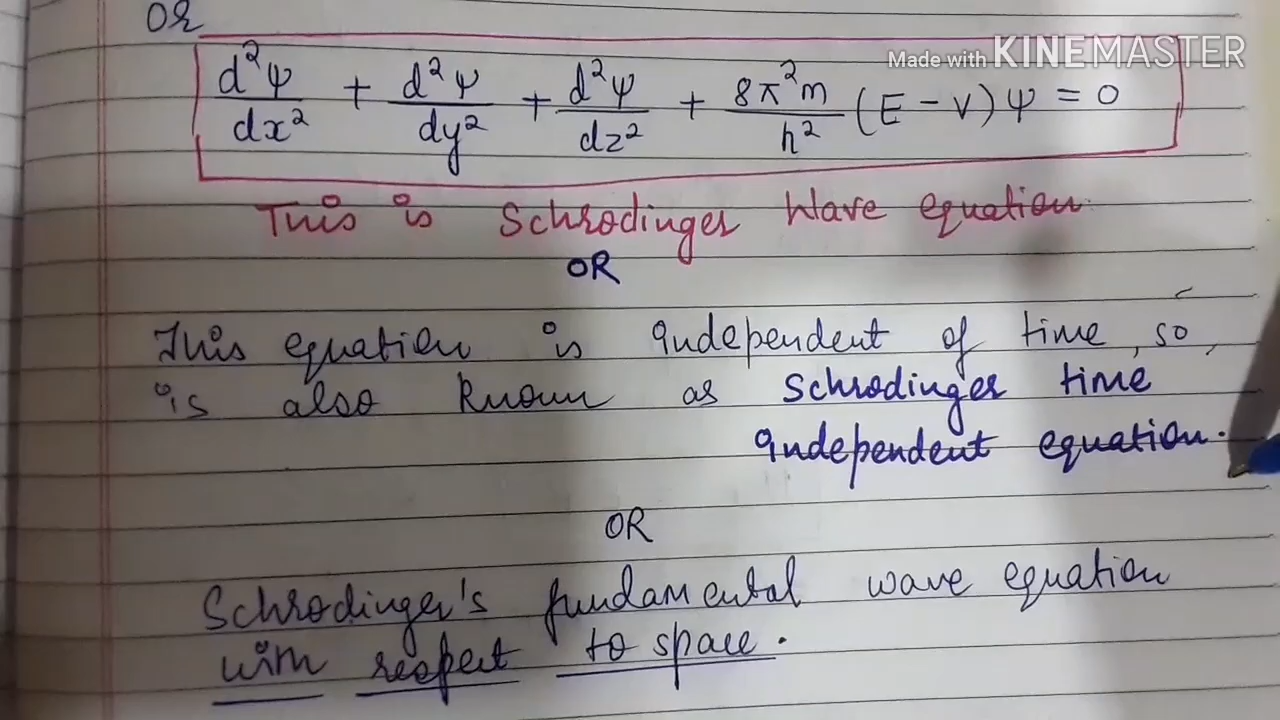 OR
Made with KINEMASTER
d²ψ/dx² + d²ψ/dy² + d²ψ/dz² + 8π²m/h² (E - V) ψ = 0
This is Schrodinger Wave equation.
OR
This equation is independent of time, so,
is also known as Schrodinger time
independent equation.
OR
Schrodinger's fundamental wave equation
with respect to space.